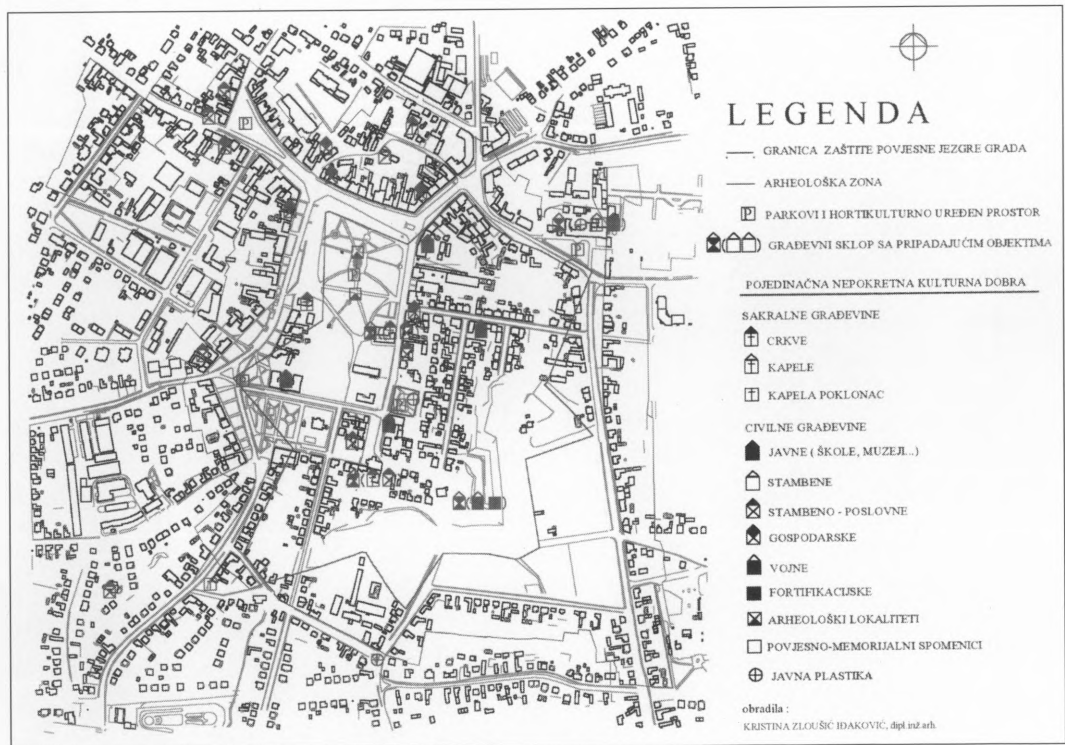 LEGENDA
GRANICA ZAŠTITE POVJESNE JEZGRE GRADA
ARHEOLOŠKA ZONA
P PARKOVI I HORTIKULTURNO UREĐEN PROSTOR
GRAĐEVNI SKLOP SA PRIPADAJUĆIM OBJEKTIMA
POJEDINAČNA NEPOKRETNA KULTURNA DOBRA
SAKRALNE GRAĐEVINE
CRKVE
KAPELE
KAPELA POKLONAC
CIVILNE GRAĐEVINE
JAVNE ( ŠKOLE, MUZEJI...)
STAMBENE
STAMBENO - POSLOVNE
GOSPODARSKE
VOJNE
FORTIFIKACIJSKE
ARHEOLOŠKI LOKALITETI
POVJESNO-MEMORIJALNI SPOMENICI
JAVNA PLASTIKA
obradila :
KRISTINA ZLOUŠIĆ IĐAKOVIĆ, dipl.inž.arh.
P
P
P
P